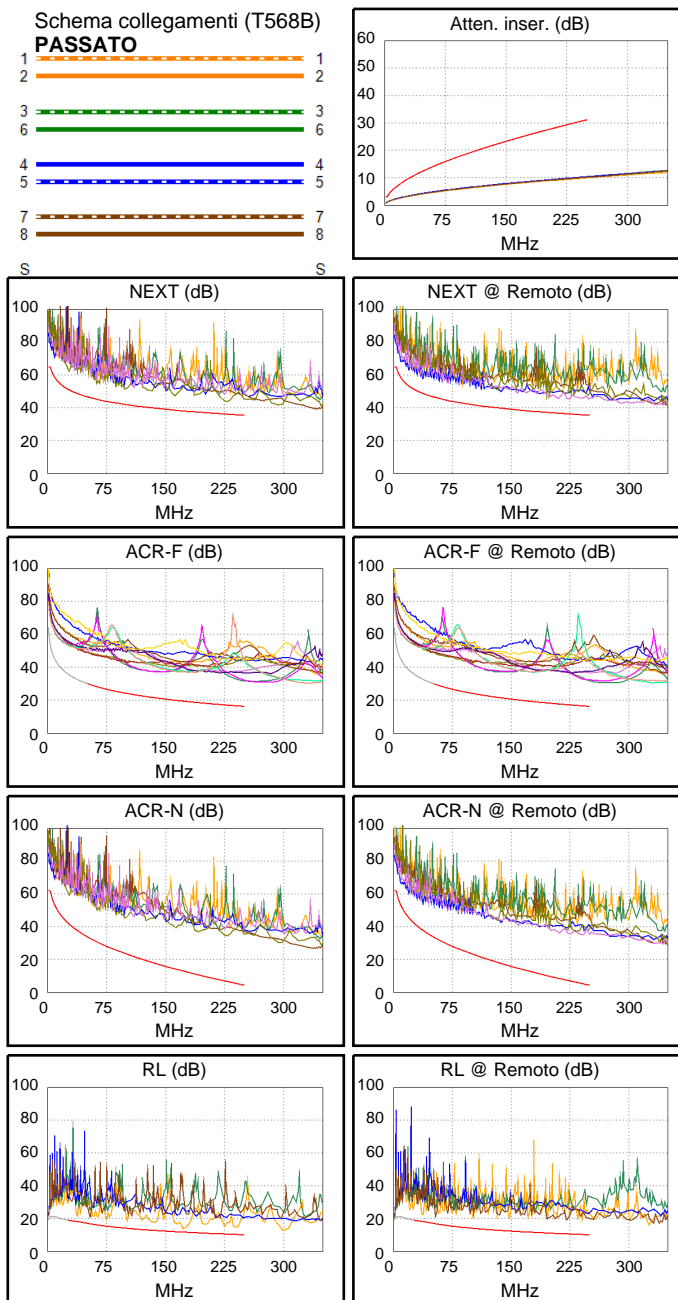 Schema collegamenti (T568B)
PASSATO
1 1
2 2
3 3
6 6
4 4
5 5
7 7
8 8
S S
Atten. inser. (dB)
60
50
40
30
20
10
0
0 75 150 225 300
MHz
NEXT (dB)
100
80
60
40
20
0
0 75 150 225 300
MHz
NEXT @ Remoto (dB)
100
80
60
40
20
0
0 75 150 225 300
MHz
ACR-F (dB)
100
80
60
40
20
0
0 75 150 225 300
MHz
ACR-F @ Remoto (dB)
100
80
60
40
20
0
0 75 150 225 300
MHz
ACR-N (dB)
100
80
60
40
20
0
0 75 150 225 300
MHz
ACR-N @ Remoto (dB)
100
80
60
40
20
0
0 75 150 225 300
MHz
RL (dB)
100
80
60
40
20
0
0 75 150 225 300
MHz
RL @ Remoto (dB)
100
80
60
40
20
0
0 75 150 225 300
MHz